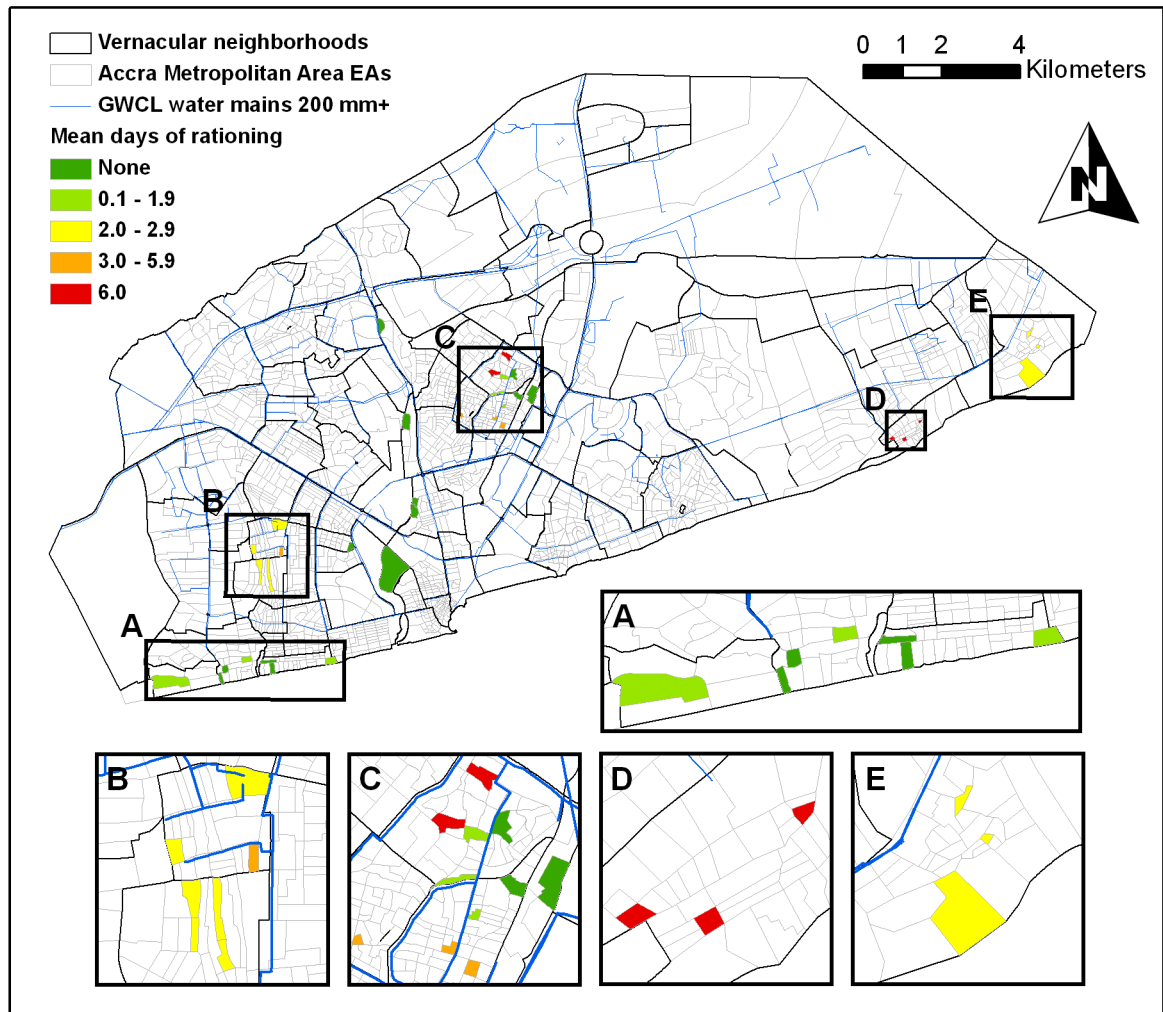 Vernacular neighborhoods
Accra Metropolitan Area EAs
GWCL water mains 200 mm+
Mean days of rationing
None
0.1 - 1.9
2.0 - 2.9
3.0 - 5.9
6.0
0 1 2 4
Kilometers
N
E
C
D
B
A
A
B
C
D
E